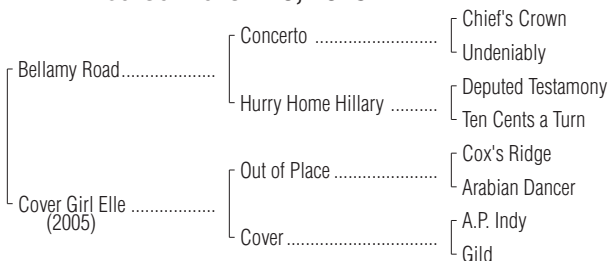 Chief's Crown
Concerto ........................
Undeniably
Bellamy Road...................
Deputed Testamony
Hurry Home Hillary ..........
Ten Cents a Turn
Cox's Ridge
Out of Place .....................
Arabian Dancer
Cover Girl Elle .................
(2005)
A.P. Indy
Cover..............................
Gild